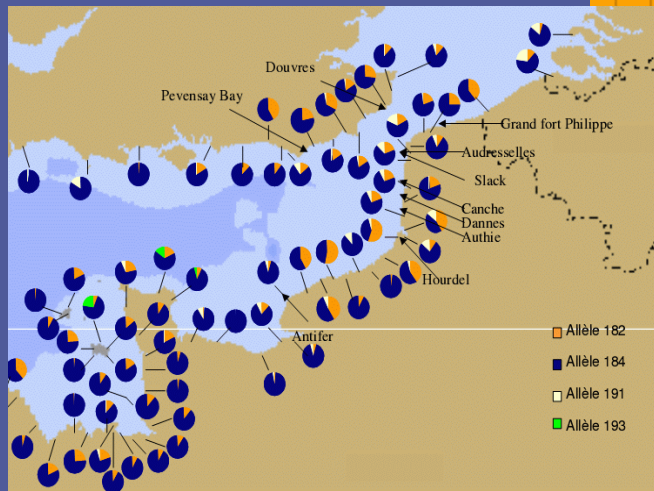 Douvres
Pevensay Bay
Grand fort Philippe
Audresselles
Slack
Canche
Dannes
Authie
Hourdel
Antifer
Allèle 182
Allèle 184
Allèle 191
Allèle 193